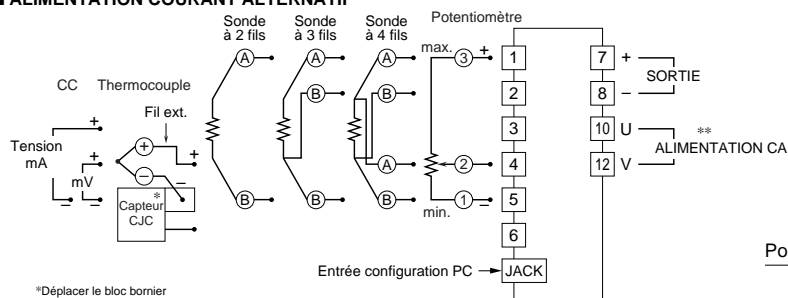 ALIMENTATION COURANT ALTERNATIF
Potentiomètre
Sonde
à 2 fils
Sonde
à 3 fils
Sonde
à 4 fils
CC
Thermocouple
Fil ext.
Tension
mA
+
–
+
mV
–
+
–
+
–
*
Capteur
CJC
A
B
A
B
B
A
B
A
B
max.
3
+
2
min.
1
–
1
2
3
4
5
6
JACK
Entrée configuration PC
7
+
8
–
SORTIE
10
U
12
V
**
ALIMENTATION CA
Po
*Déplacer le bloc bornier